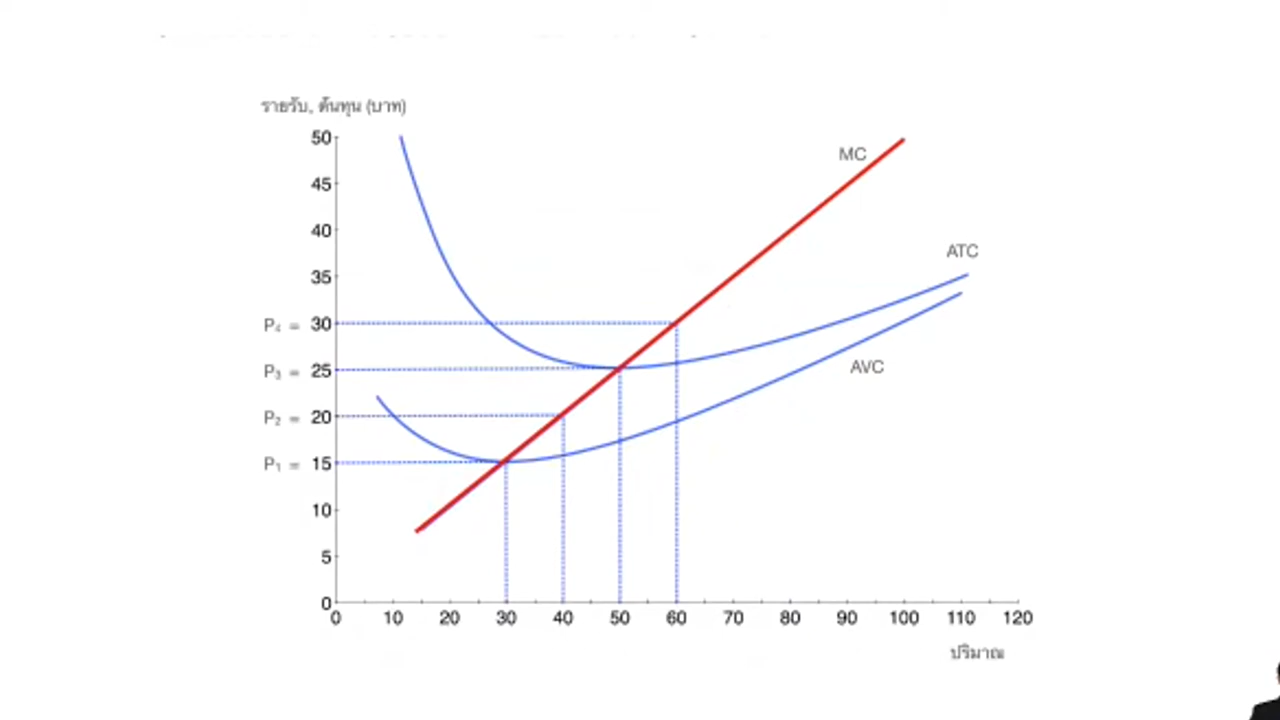 รายรับ, ต้นทุน (บาท)
50
MC
45
40
ATC
35
P₄ = 30
P₃ = 25
AVC
P₂ = 20
P₁ = 15
10
5
0
0 10 20 30 40 50 60 70 80 90 100 110 120
ปริมาณ